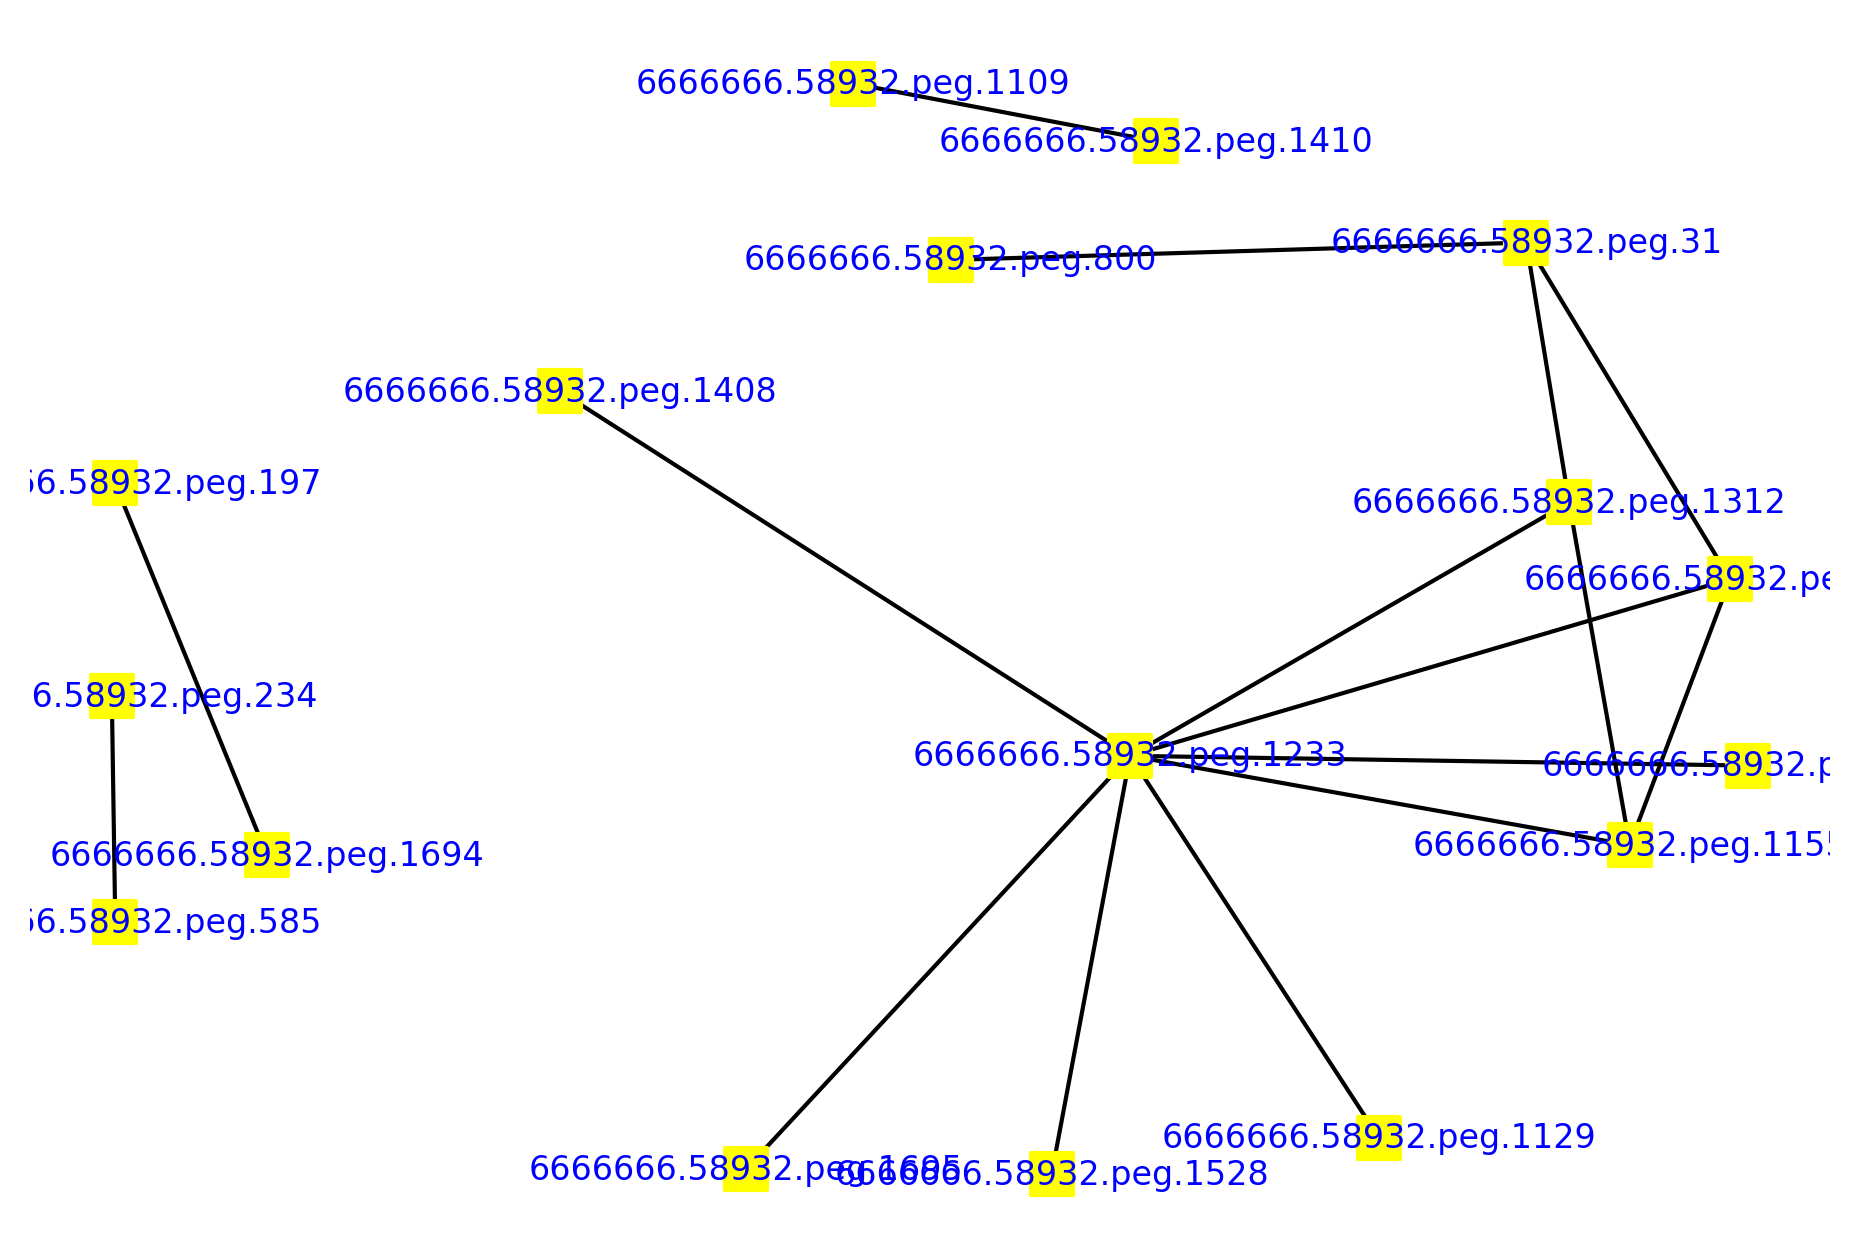 6666666.58932.peg.1109
6666666.58932.peg.1410
6666666.58932.peg.31
6666666.58932.peg.800
6666666.58932.peg.1408
66.58932.peg.197
6666666.58932.peg.1312
6666666.58932.pe
6.58932.peg.234
6666666.58932.peg.1233
6666666.58932.p
6666666.58932.peg.1155
6666666.58932.peg.1694
66.58932.peg.585
6666666.58932.peg.1129
6666666.58932.peg.1695
6666666.58932.peg.1528